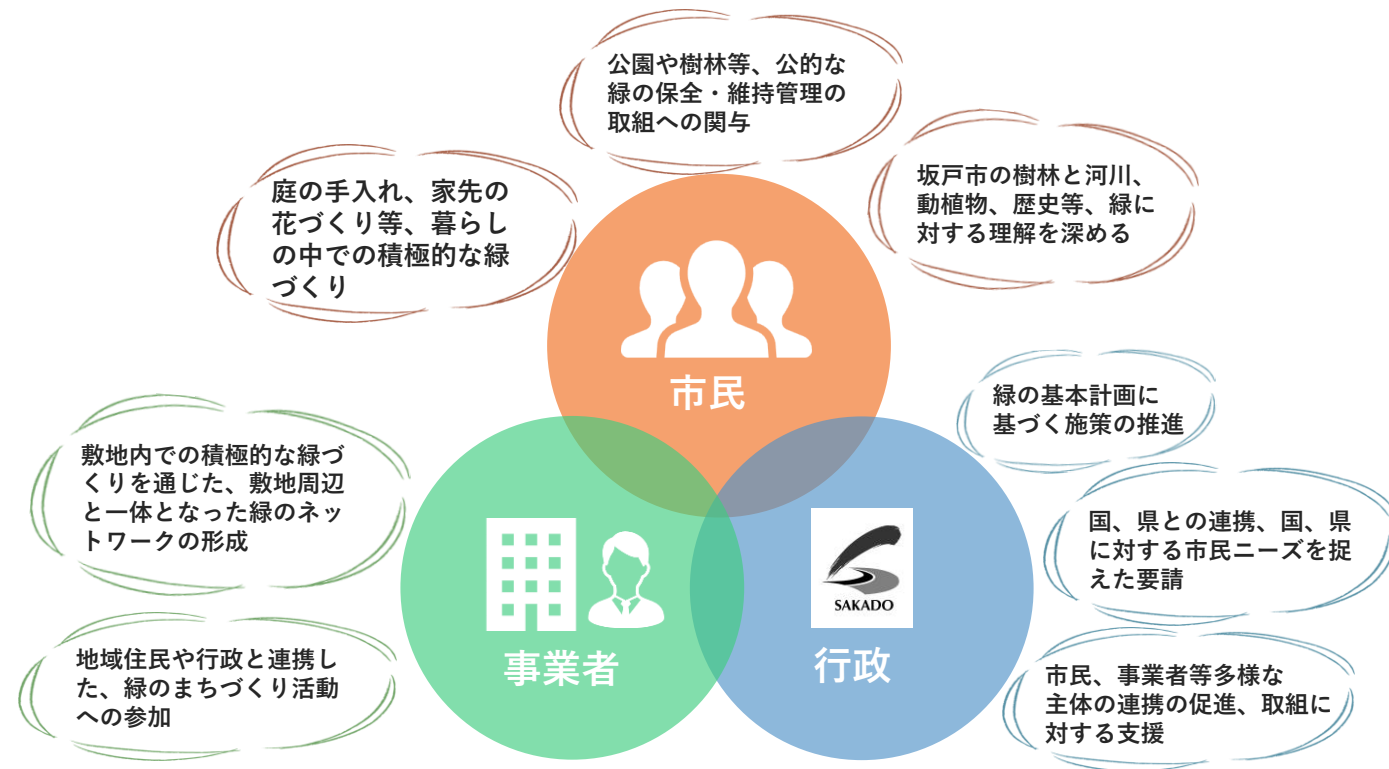 公園や樹林等、公的な
緑の保全・維持管理の
取組への関与
庭の手入れ、家先の
花づくり等、暮らし
の中での積極的な緑
づくり
坂戸市の樹林と河川、
動植物、歴史等、緑に
対する理解を深める
市民
緑の基本計画に
基づく施策の推進
敷地内での積極的な緑づ
くりを通じた、敷地周辺
と一体となった緑のネッ
トワークの形成
国、県との連携、国、県
に対する市民ニーズを捉
えた要請
SAKADO
事業者
行政
地域住民や行政と連携し
た、緑のまちづくり活動
への参加
市民、事業者等多様な
主体の連携の促進、取組に
対する支援